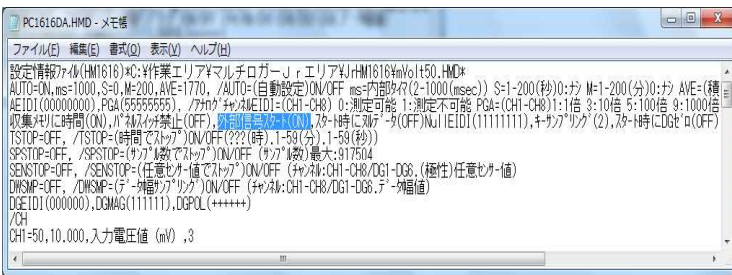 PC1616DA.HMD - メモ帳
ファイル(F) 編集(E) 書式(O) 表示(V) ヘルプ(H)
設定情報ファイル(HM1616)*C:¥作業エリア¥マルチロガーJrエリア¥JrHM1616¥mVolt50.HMD*
AUTO=ON,ms=1000,S=0,M=200,AVE=1770, /AUTO=(自動設定)ON/OFF ms=内部タイマ(2-1000(msec)) S=1-200(秒)0:ナシ M=1-200(分)0:ナシ AVE=(積
AEIDI(00000000),PGA(55555555), /アナログチャンネルEIDI=(CH1-CH8) 0:測定可能 1:測定不可能 PGA=(CH1-CH8)1:1倍 3:10倍 5:100倍 9:1000倍
収集メモリに時間(ON),パネルスイッチ禁止(OFF),外部信号スタート(ON),スタート時にヌルデータ(OFF)NullEIDI(11111111),キーサンプリング(2),スタート時にDGゼロ(OFF)
TSTOP=OFF, /TSTOP=(時間でストップ)ON/OFF(???(時).1-59(分).1-59(秒))
SPSTOP=OFF, /SPSTOP=(サンプル数でストップ)ON/OFF (サンプル数)最大:917504
SENSTOP=OFF, /SENSTOP=(任意センサー値でストップ)ON/OFF (チャンネル:CH1-CH8/DG1-DG6.(極性)任意センサー値)
DWSMP=OFF, /DWSMP=(データ幅サンプリング)ON/OFF (チャンネル:CH1-CH8/DG1-DG6.データ幅値)
DGEIDI(000000),DGMAG(111111),DGPOL(++++++)
/CH
CH1=50,10.000,入力電圧値 (mV) ,3